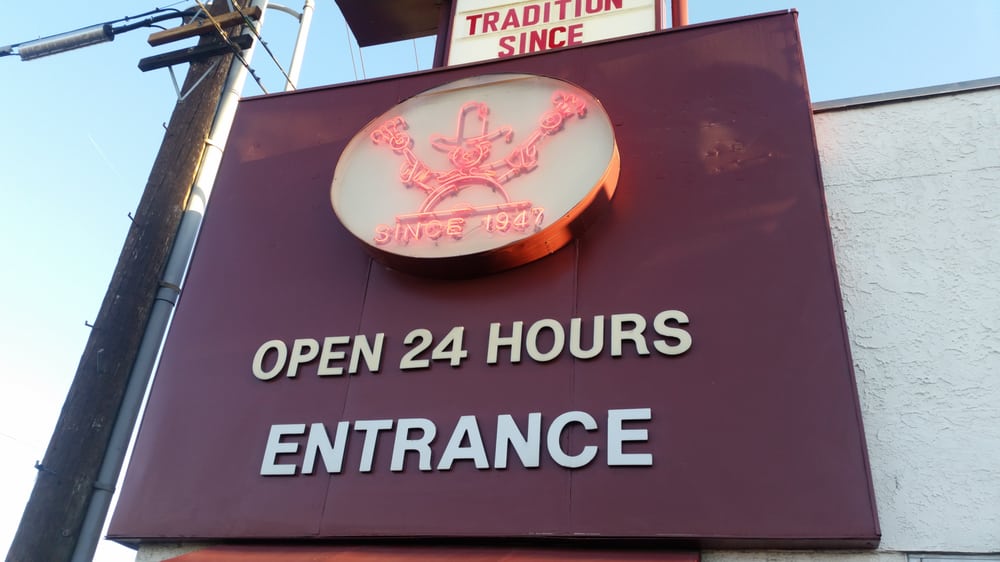 TRADITION
SINCE
SINCE 1947
OPEN 24 HOURS
ENTRANCE